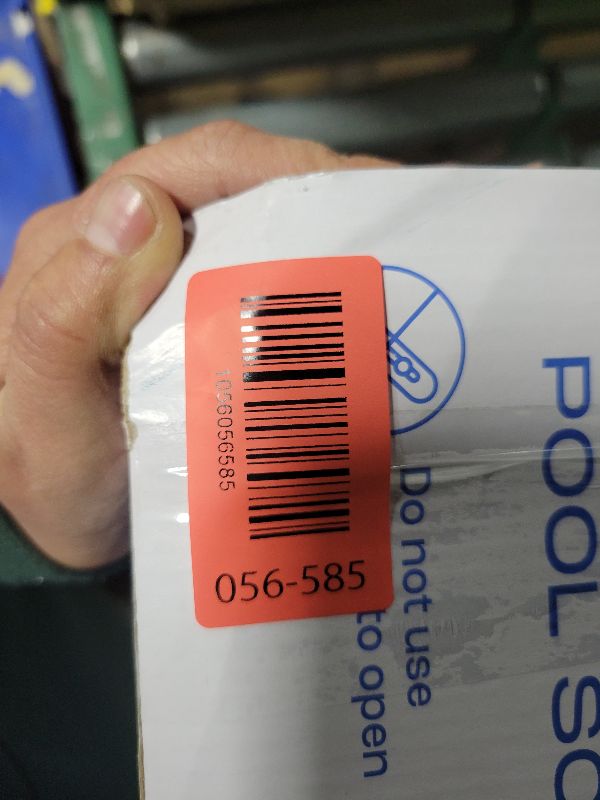 1056056585
056-585
Do not use
to open
POOL SO